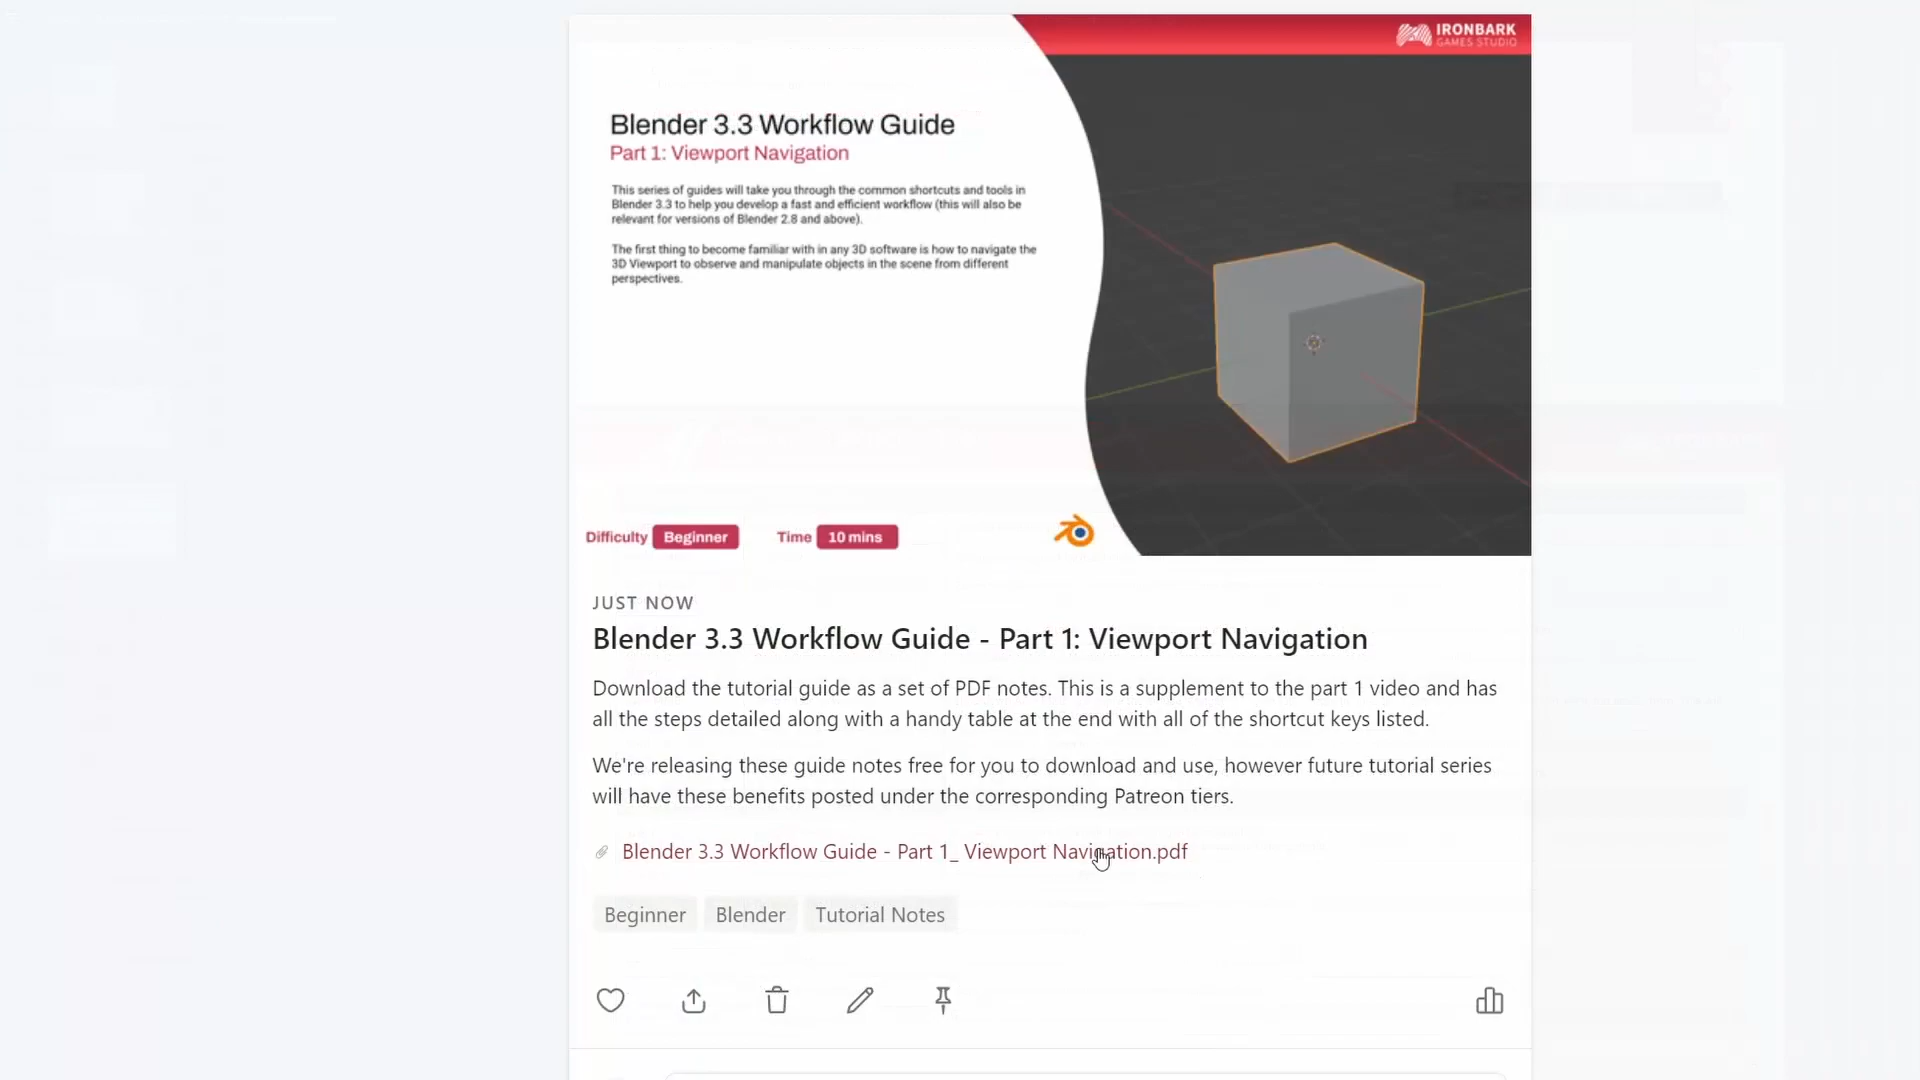 IRONBARK
GAMES STUDIO
Blender 3.3 Workflow Guide
Part 1: Viewport Navigation
This series of guides will take you through the common shortcuts and tools in
Blender 3.3 to help you develop a fast and efficient workflow (this will also be
relevant for versions of Blender 2.8 and above).
The first thing to become familiar with in any 3D software is how to navigate the
3D Viewport to observe and manipulate objects in the scene from different
perspectives.
Difficulty Beginner Time 10 mins
JUST NOW
Blender 3.3 Workflow Guide - Part 1: Viewport Navigation
Download the tutorial guide as a set of PDF notes. This is a supplement to the part 1 video and has
all the steps detailed along with a handy table at the end with all of the shortcut keys listed.
We're releasing these guide notes free for you to download and use, however future tutorial series
will have these benefits posted under the corresponding Patreon tiers.
Blender 3.3 Workflow Guide - Part 1_ Viewport Navigation.pdf
Beginner Blender Tutorial Notes